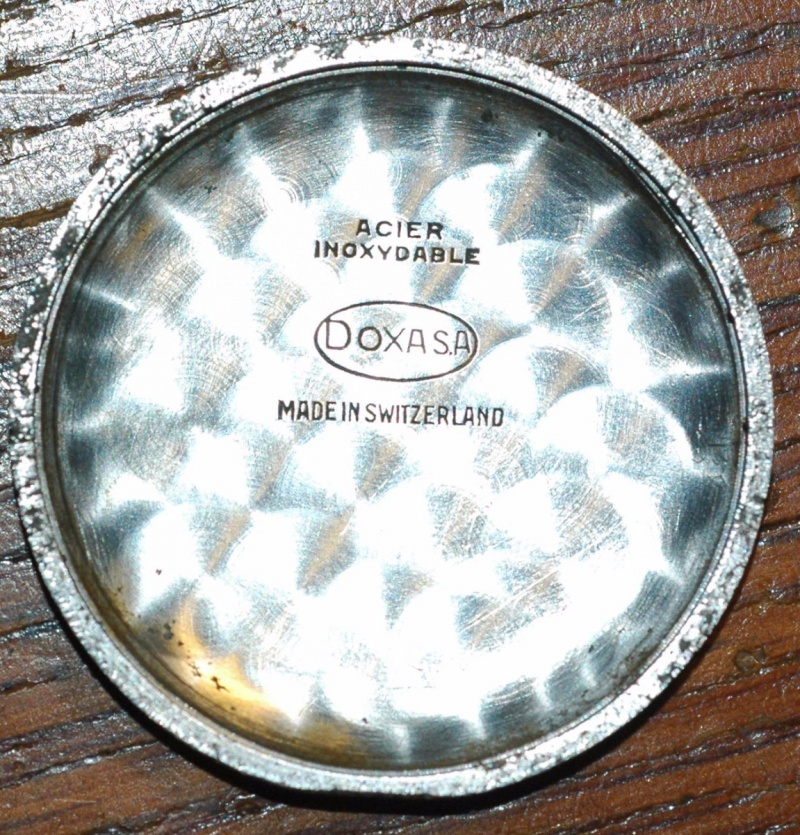 ACIER
INOXYDABLE
DOXA S.A
MADE IN SWITZERLAND